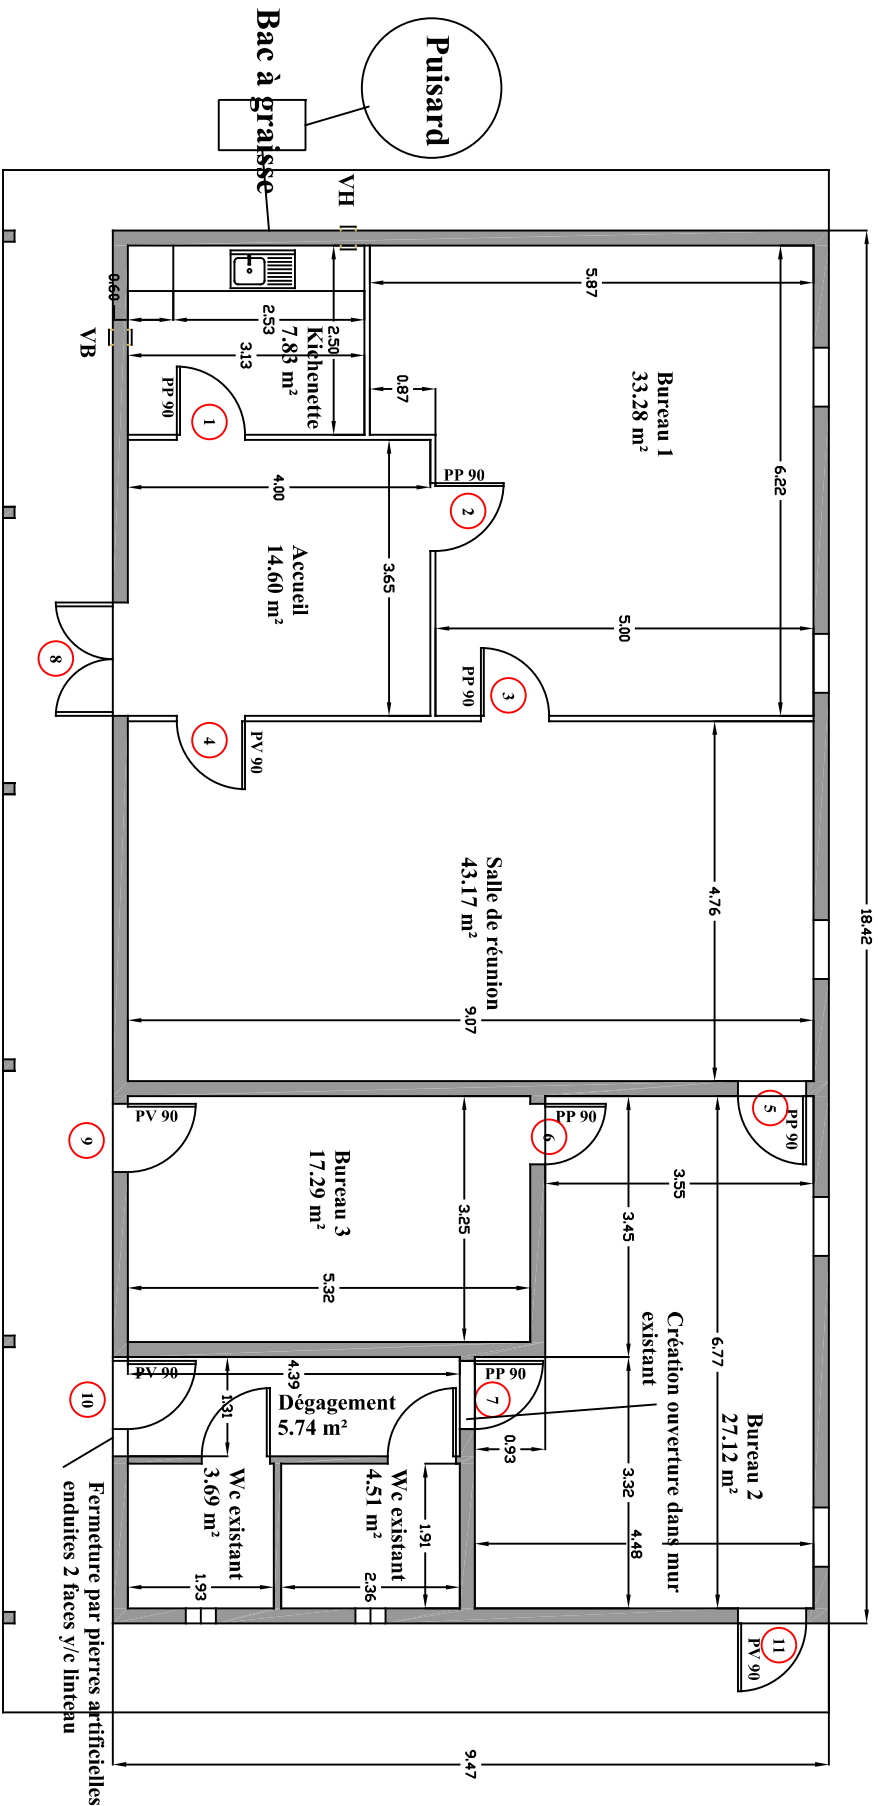 Puisard
Bac à graisse
VH
VB
0.60
2.53
2.50
3.13
Kichenette
7.83 m²
PP 90
1
5.87
0.87
Bureau 1
33.28 m²
6.22
PP 90
2
4.00
3.65
Accueil
14.60 m²
5.00
PP 90
3
8
4
PV 90
4.76
18.42
Salle de réunion
43.17 m²
9.07
PV 90
9
PP 90
6
5
PP 90
Bureau 3
17.29 m²
3.25
5.32
3.55
3.45
6.77
Création ouverture dans mur
existant
PV 90
10
4.39
1.31
Dégagement
5.74 m²
PP 90
7
0.93
3.32
4.48
Bureau 2
27.12 m²
Wc existant
3.69 m²
1.93
Wc existant
4.51 m²
1.91
2.36
11
PV 90
Fermeture par pierres artificielles
enduites 2 faces y/c linteau
9.47